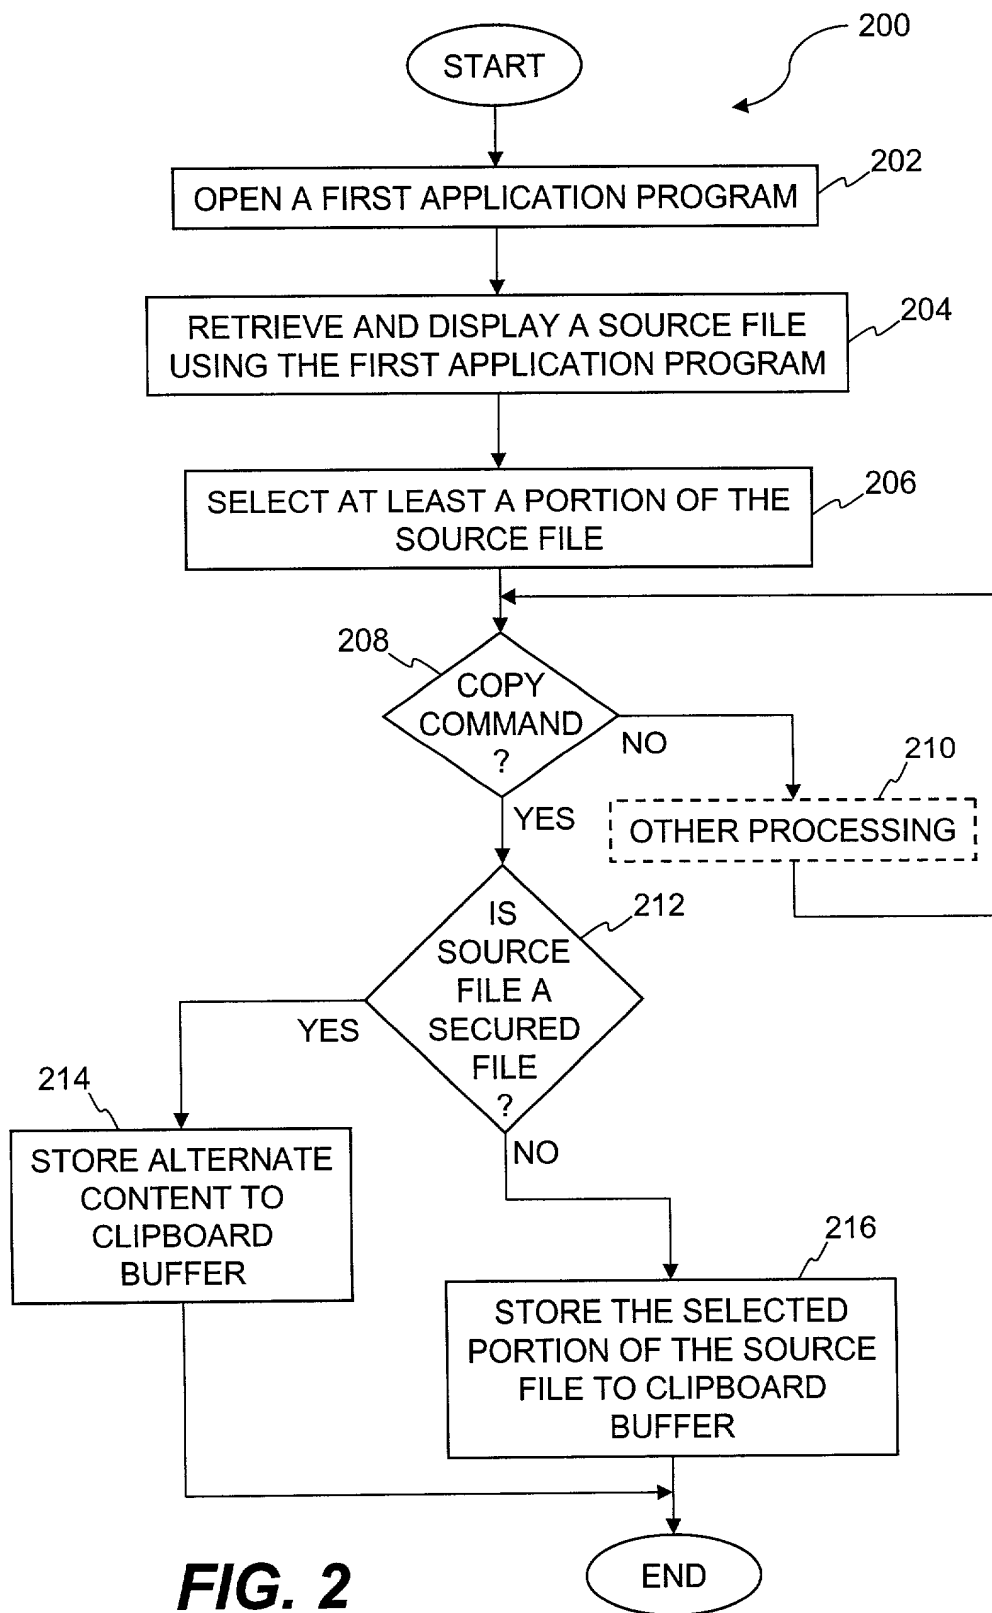 200
START
202
OPEN A FIRST APPLICATION PROGRAM
204
RETRIEVE AND DISPLAY A SOURCE FILE
USING THE FIRST APPLICATION PROGRAM
206
SELECT AT LEAST A PORTION OF THE
SOURCE FILE
208
COPY
COMMAND
?
NO
YES
210
OTHER PROCESSING
212
IS
SOURCE
FILE A
SECURED
FILE
?
YES
NO
214
STORE ALTERNATE
CONTENT TO
CLIPBOARD
BUFFER
216
STORE THE SELECTED
PORTION OF THE SOURCE
FILE TO CLIPBOARD
BUFFER
END
FIG. 2